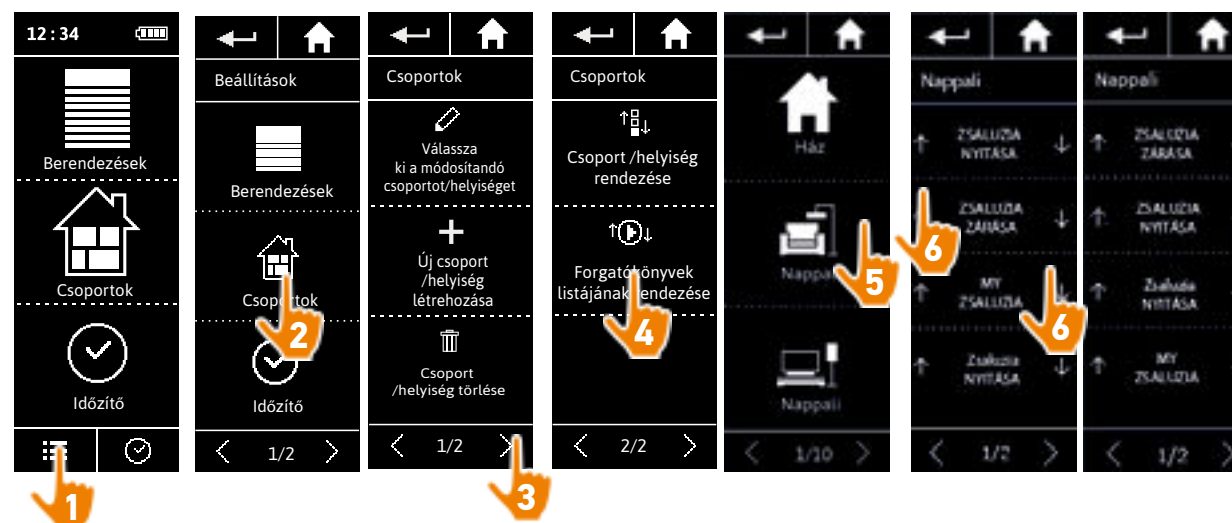 12:34
Berendezések
Csoportok
Időzítő
1
Beállítások
Berendezések
Csoportok
2
Időzítő
1/2
Csoportok
Válassza
ki a módosítandó
csoportot/helyiséget
Új csoport
/helyiség
létrehozása
Csoport
/helyiség törlése
1/2
3
Csoportok
Csoport /helyiség
rendezése
Forgatókönyvek
listájának rendezése
4
2/2
Ház
Nappali
5
Nappali
1/10
Nappali
ZSALUZIA
NYITÁSA
ZSALUZIA
ZÁRÁSA
6
MY
ZSALUZIA
6
Zsaluzia
NYITÁSA
1/2
Nappali
ZSALUZIA
ZÁRÁSA
ZSALUZIA
NYITÁSA
Zsaluzia
NYITÁSA
MY
ZSALUZIA
1/2